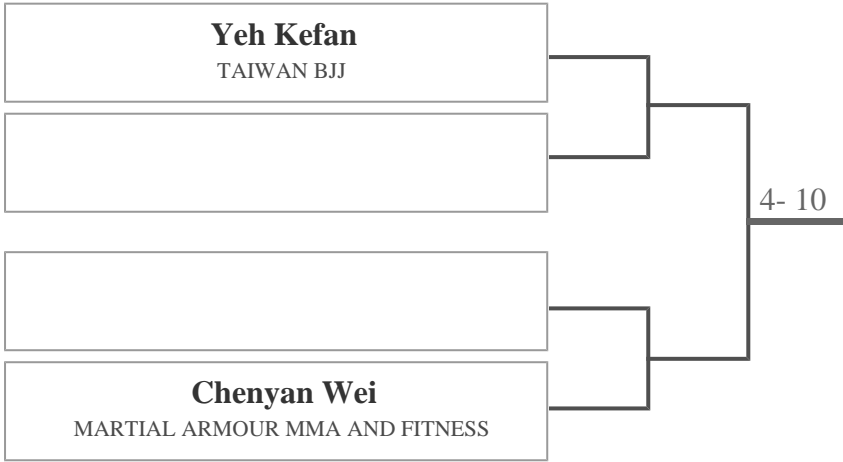 Yeh Kefan
TAIWAN BJJ
4- 10
Chenyan Wei
MARTIAL ARMOUR MMA AND FITNESS